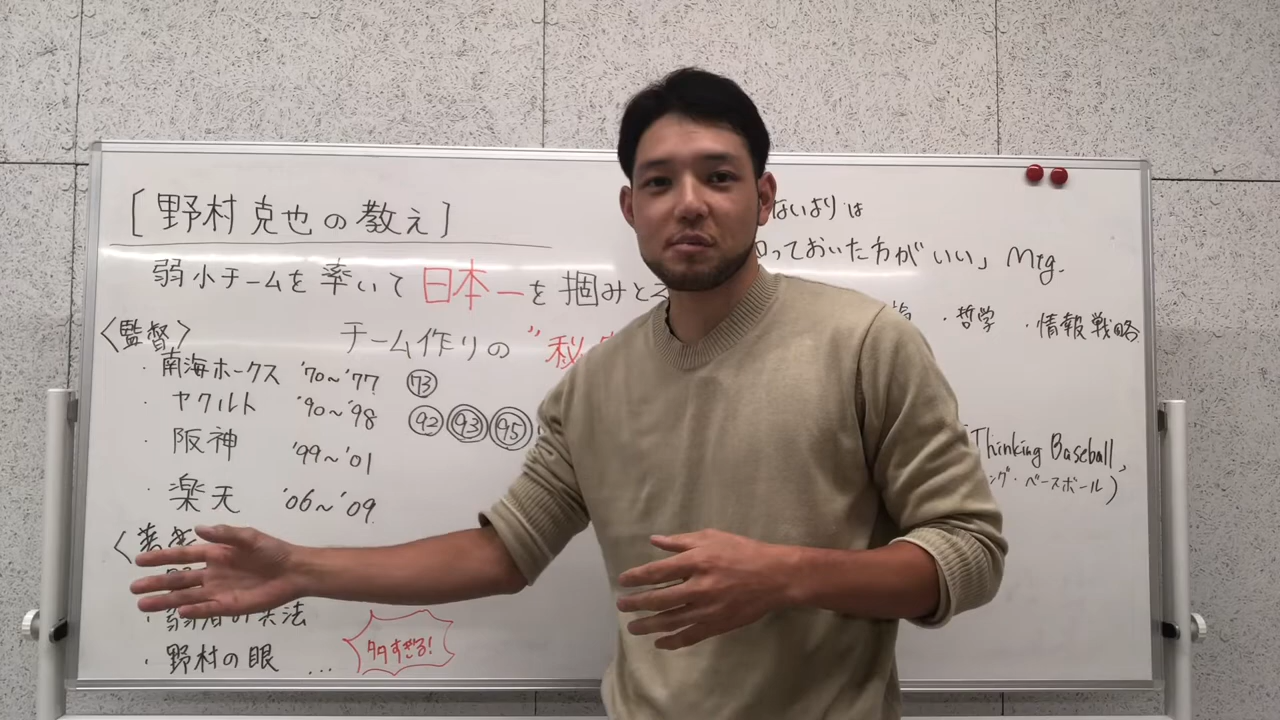 [野村克也の教え]
弱小チームを率いて日本一を掴みと
チーム作りの "秘
〈監督〉
・南海ホークス '70~'77 ㊼
・ヤクルト '90~'98 92 93 95
・阪神 '99~'01
・楽天 '06~'09
〈著
・弱者の兵法
・野村の眼 ...
多すぎる!
ないよりは
っておいた方がいい」Mtg.
・哲学 ・情報戦略
Thinking Baseball,
グ・ベースボール)